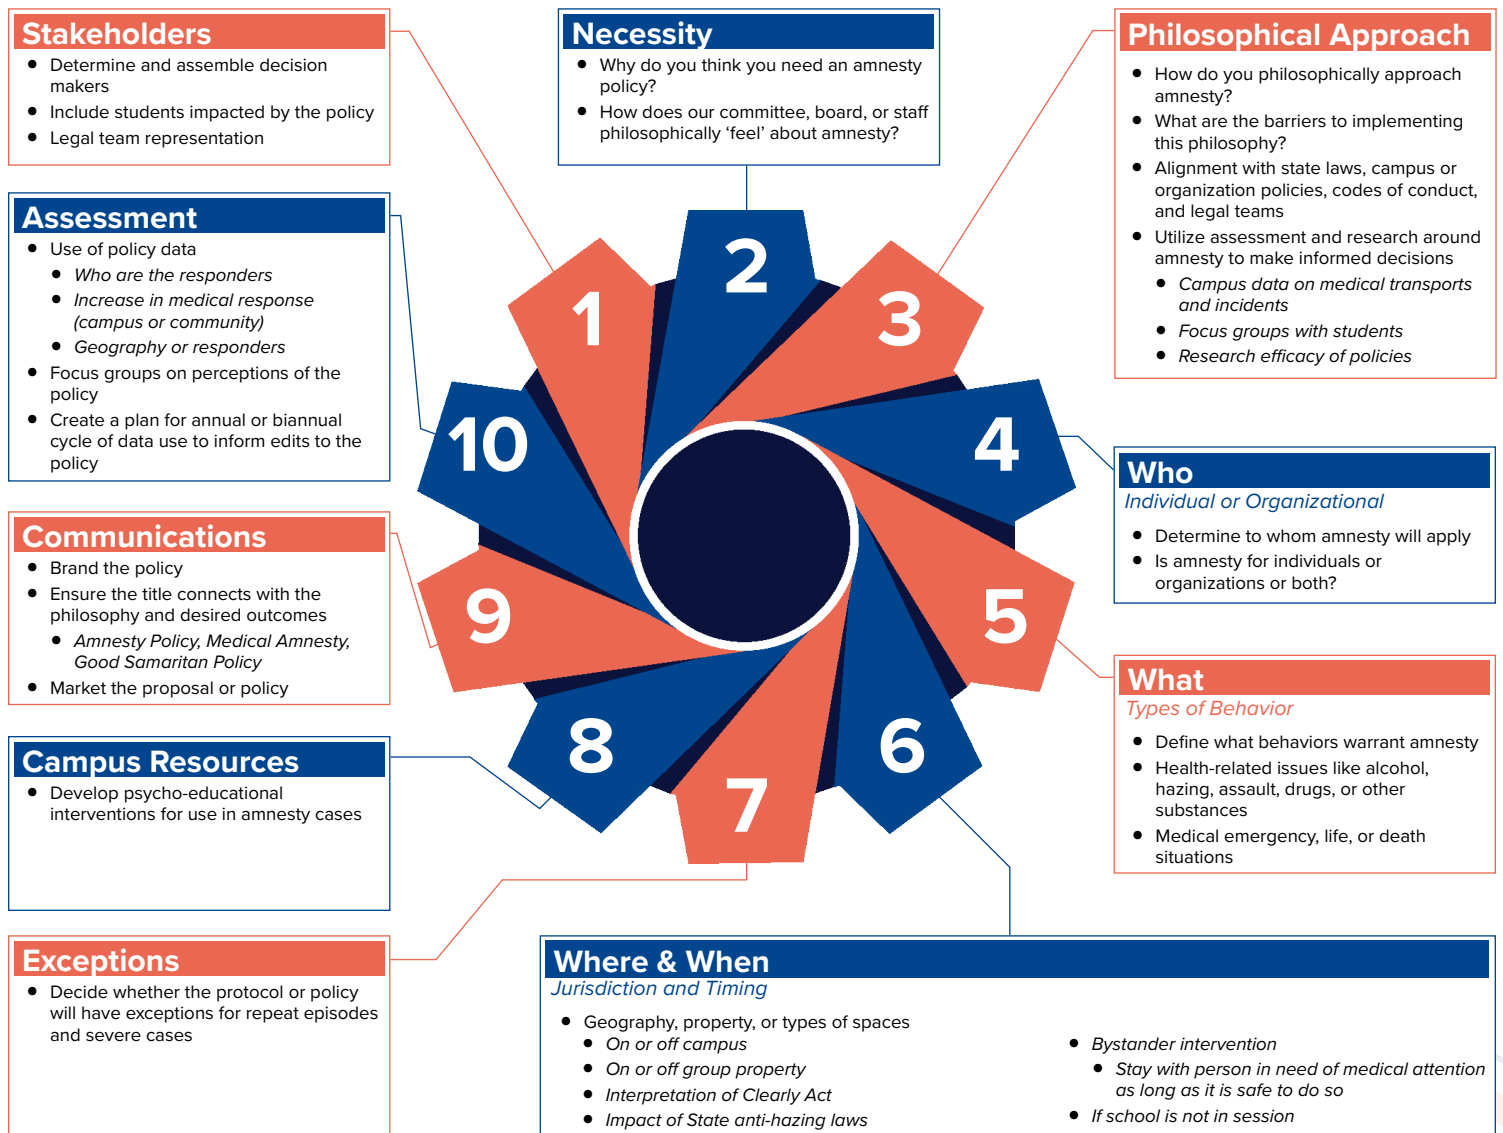 Stakeholders
• Determine and assemble decision
makers
• Include students impacted by the policy
• Legal team representation
Necessity
• Why do you think you need an amnesty
policy?
• How does our committee, board, or staff
philosophically ‘feel’ about amnesty?
Philosophical Approach
• How do you philosophically approach
amnesty?
• What are the barriers to implementing
this philosophy?
• Alignment with state laws, campus or
organization policies, codes of conduct,
and legal teams
• Utilize assessment and research around
amnesty to make informed decisions
• Campus data on medical transports
and incidents
• Focus groups with students
• Research efficacy of policies
Assessment
• Use of policy data
• Who are the responders
• Increase in medical response
(campus or community)
• Geography or responders
• Focus groups on perceptions of the
policy
• Create a plan for annual or biannual
cycle of data use to inform edits to the
policy
1
2
3
4
5
6
7
8
9
10
Who
Individual or Organizational
• Determine to whom amnesty will apply
• Is amnesty for individuals or
organizations or both?
Communications
• Brand the policy
• Ensure the title connects with the
philosophy and desired outcomes
• Amnesty Policy, Medical Amnesty,
Good Samaritan Policy
• Market the proposal or policy
What
Types of Behavior
• Define what behaviors warrant amnesty
• Health-related issues like alcohol,
hazing, assault, drugs, or other
substances
• Medical emergency, life, or death
situations
Campus Resources
• Develop psycho-educational
interventions for use in amnesty cases
Exceptions
• Decide whether the protocol or policy
will have exceptions for repeat episodes
and severe cases
Where & When
Jurisdiction and Timing
• Geography, property, or types of spaces
• On or off campus
• On or off group property
• Interpretation of Clearly Act
• Impact of State anti-hazing laws
• Bystander intervention
• Stay with person in need of medical attention
as long as it is safe to do so
• If school is not in session